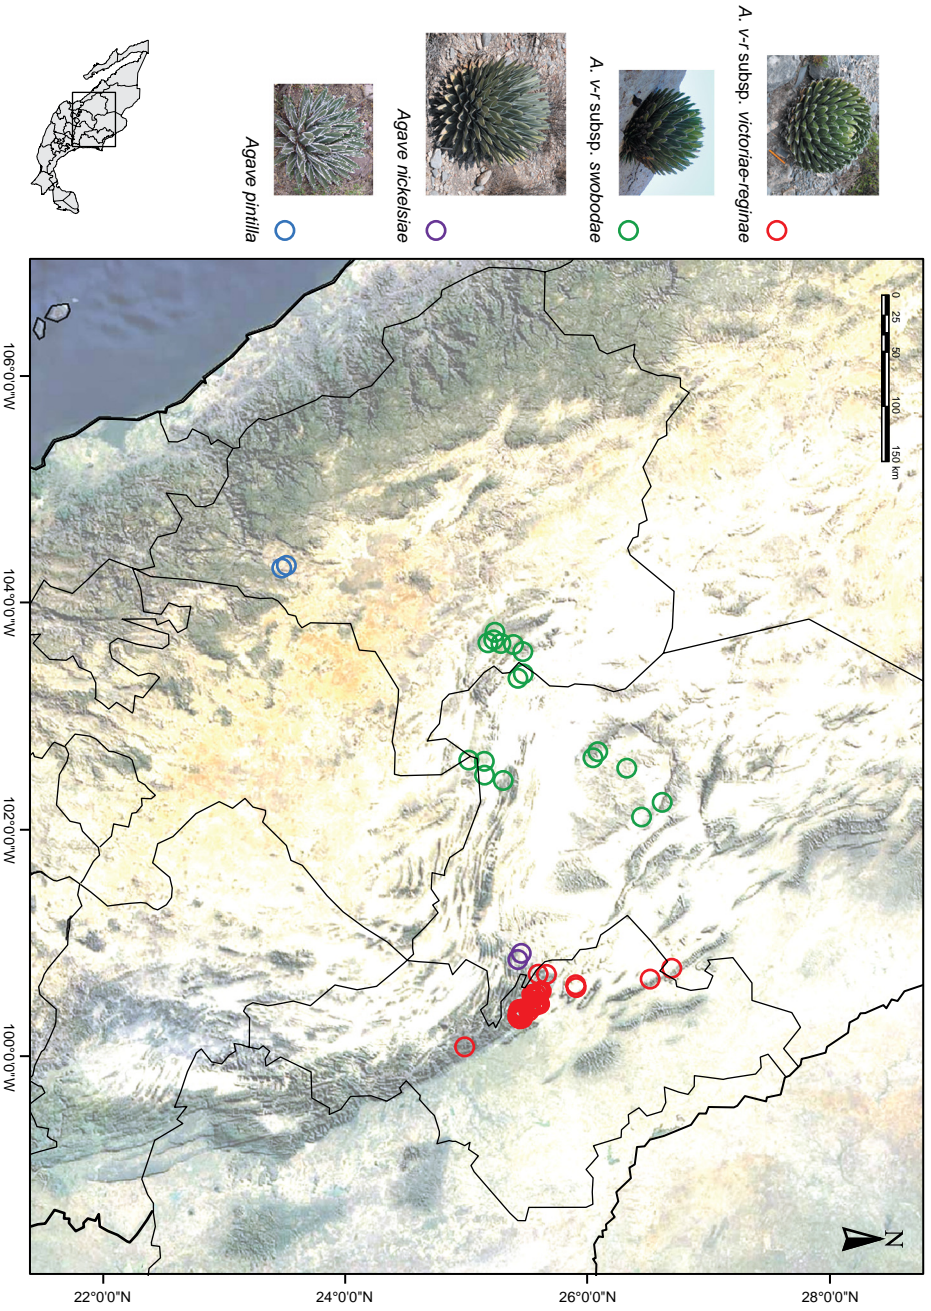 A. v-r subsp. victoriae-reginae
A. v-r subsp. swobodae
Agave nickelsiae
Agave pintilla
0 25 50 100 150 km
N
28°0'0"N
26°0'0"N
24°0'0"N
22°0'0"N
106°0'0"W
104°0'0"W
102°0'0"W
100°0'0"W